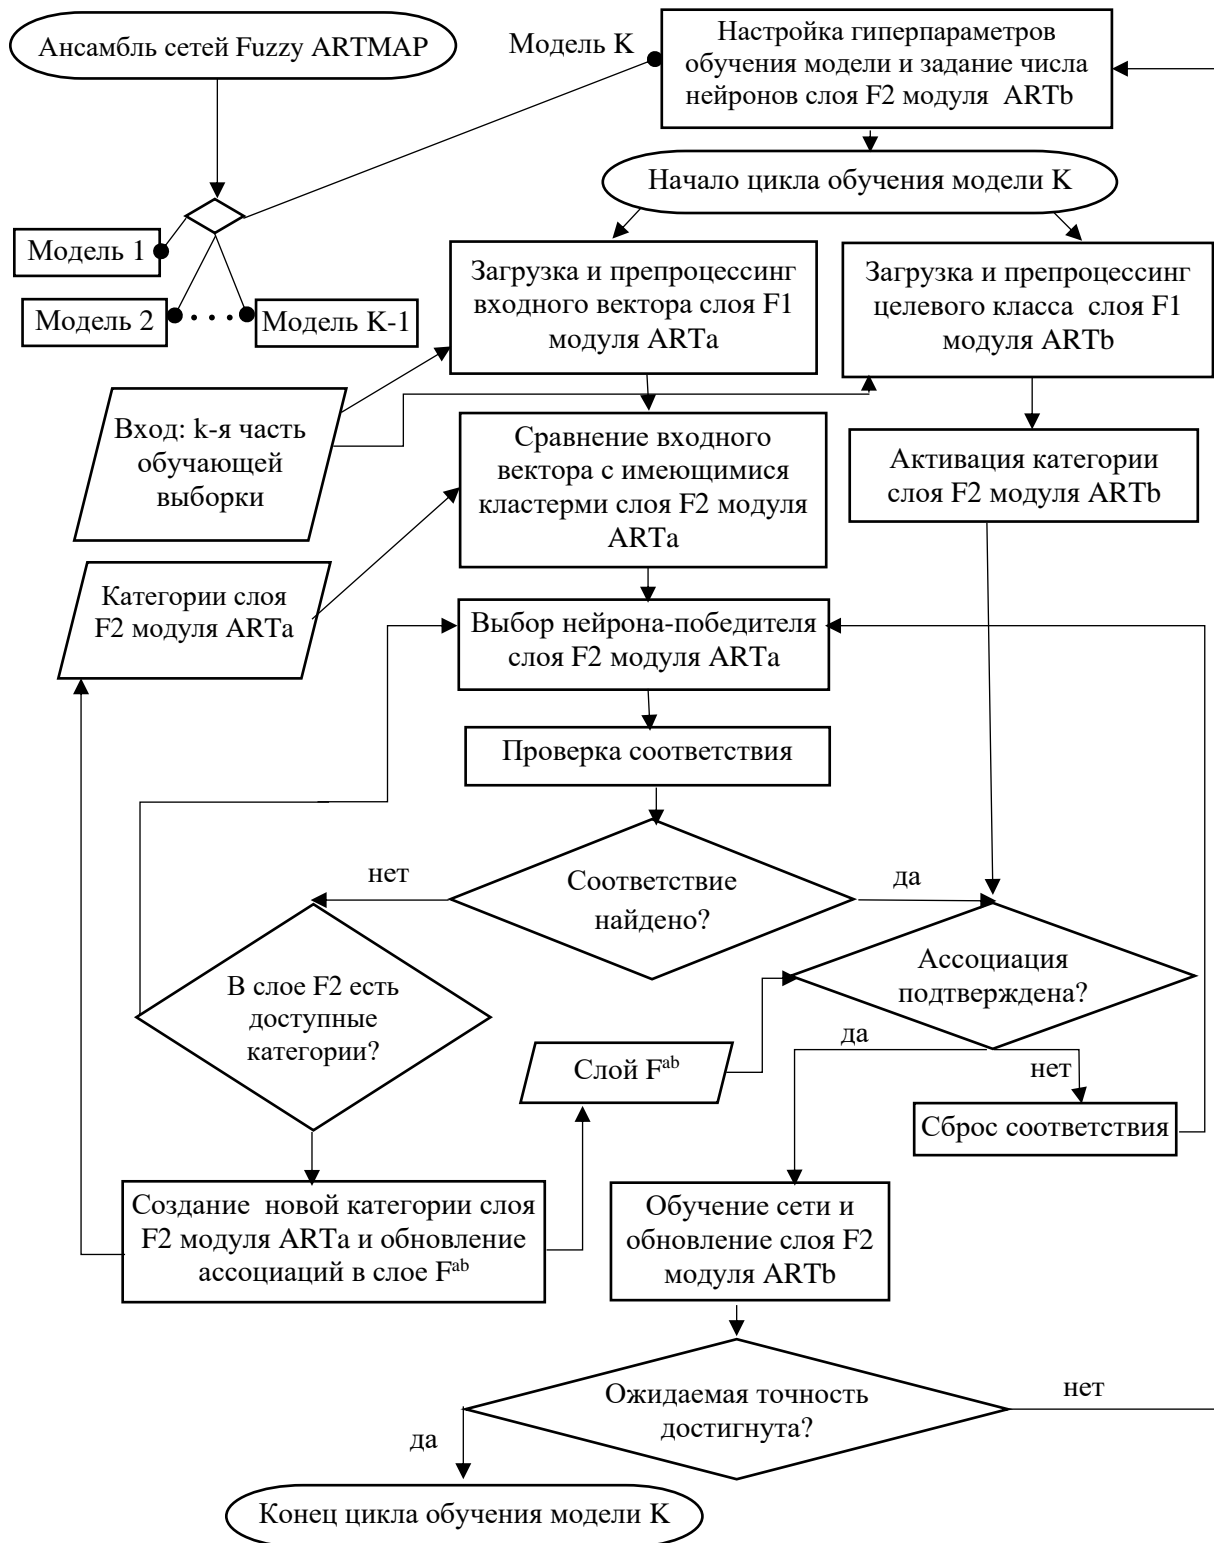 Ансамбль сетей Fuzzy ARTMAP
Модель K
Настройка гиперпараметров
обучения модели и задание числа
нейронов слоя F2 модуля ARTb
Начало цикла обучения модели K
Модель 1
Модель 2
Модель K-1
Загрузка и препроцессинг
входного вектора слоя F1
модуля ARTa
Загрузка и препроцессинг
целевого класса слоя F1
модуля ARTb
Вход: k-я часть
обучающей
выборки
Сравнение входного
вектора с имеющимися
кластерми слоя F2 модуля
ARTa
Активация категории
слоя F2 модуля ARTb
Категории слоя
F2 модуля ARTa
Выбор нейрона-победителя
слоя F2 модуля ARTa
Проверка соответствия
нет
Соответствие
найдено?
да
В слое F2 есть
доступные
категории?
Ассоциация
подтверждена?
да
нет
Слой Fab
Сброс соответствия
Создание новой категории слоя
F2 модуля ARTa и обновление
ассоциаций в слое Fab
Обучение сети и
обновление слоя F2
модуля ARTb
Ожидаемая точность
достигнута?
нет
да
Конец цикла обучения модели K